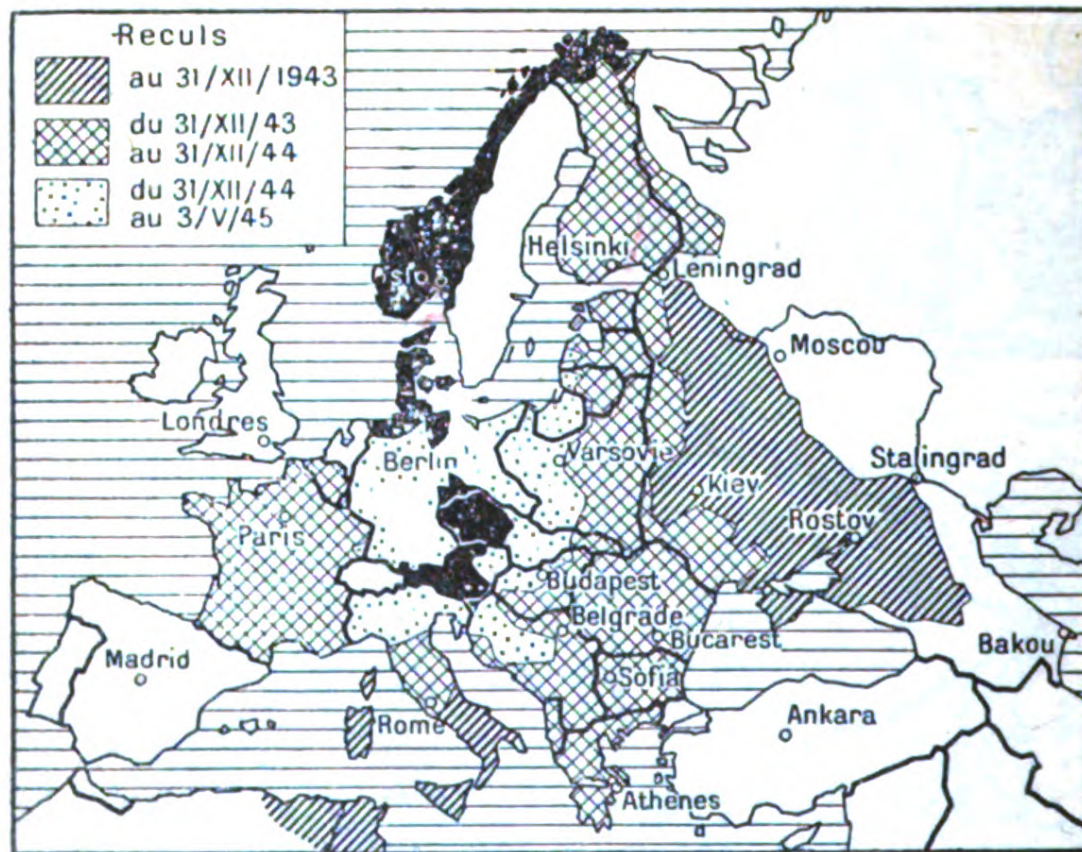 Reculs
au 31/XII/1943
du 31/XII/43
au 31/XII/44
du 31/XII/44
au 3/V/45
Helsinki
Léningrad
Moscou
Londres
Berlin
Varsovie
Stalingrad
Kiev
Rostov
Paris
Budapest
Belgrade
Bucarest
Bakou
Madrid
Sofia
Rome
Ankara
Athenes